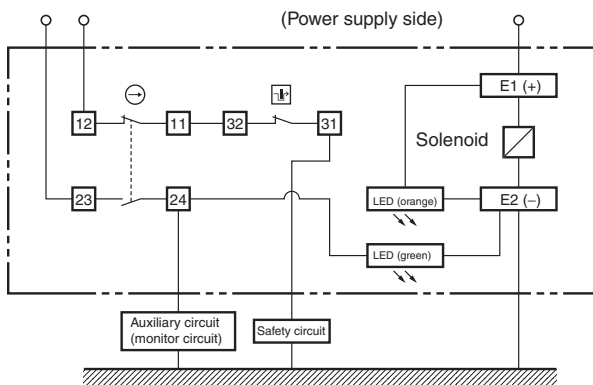 (Power supply side)
E1 (+)
12
11
32
31
Solenoid
23
24
LED (orange)
E2 (−)
LED (green)
Auxiliary circuit
(monitor circuit)
Safety circuit